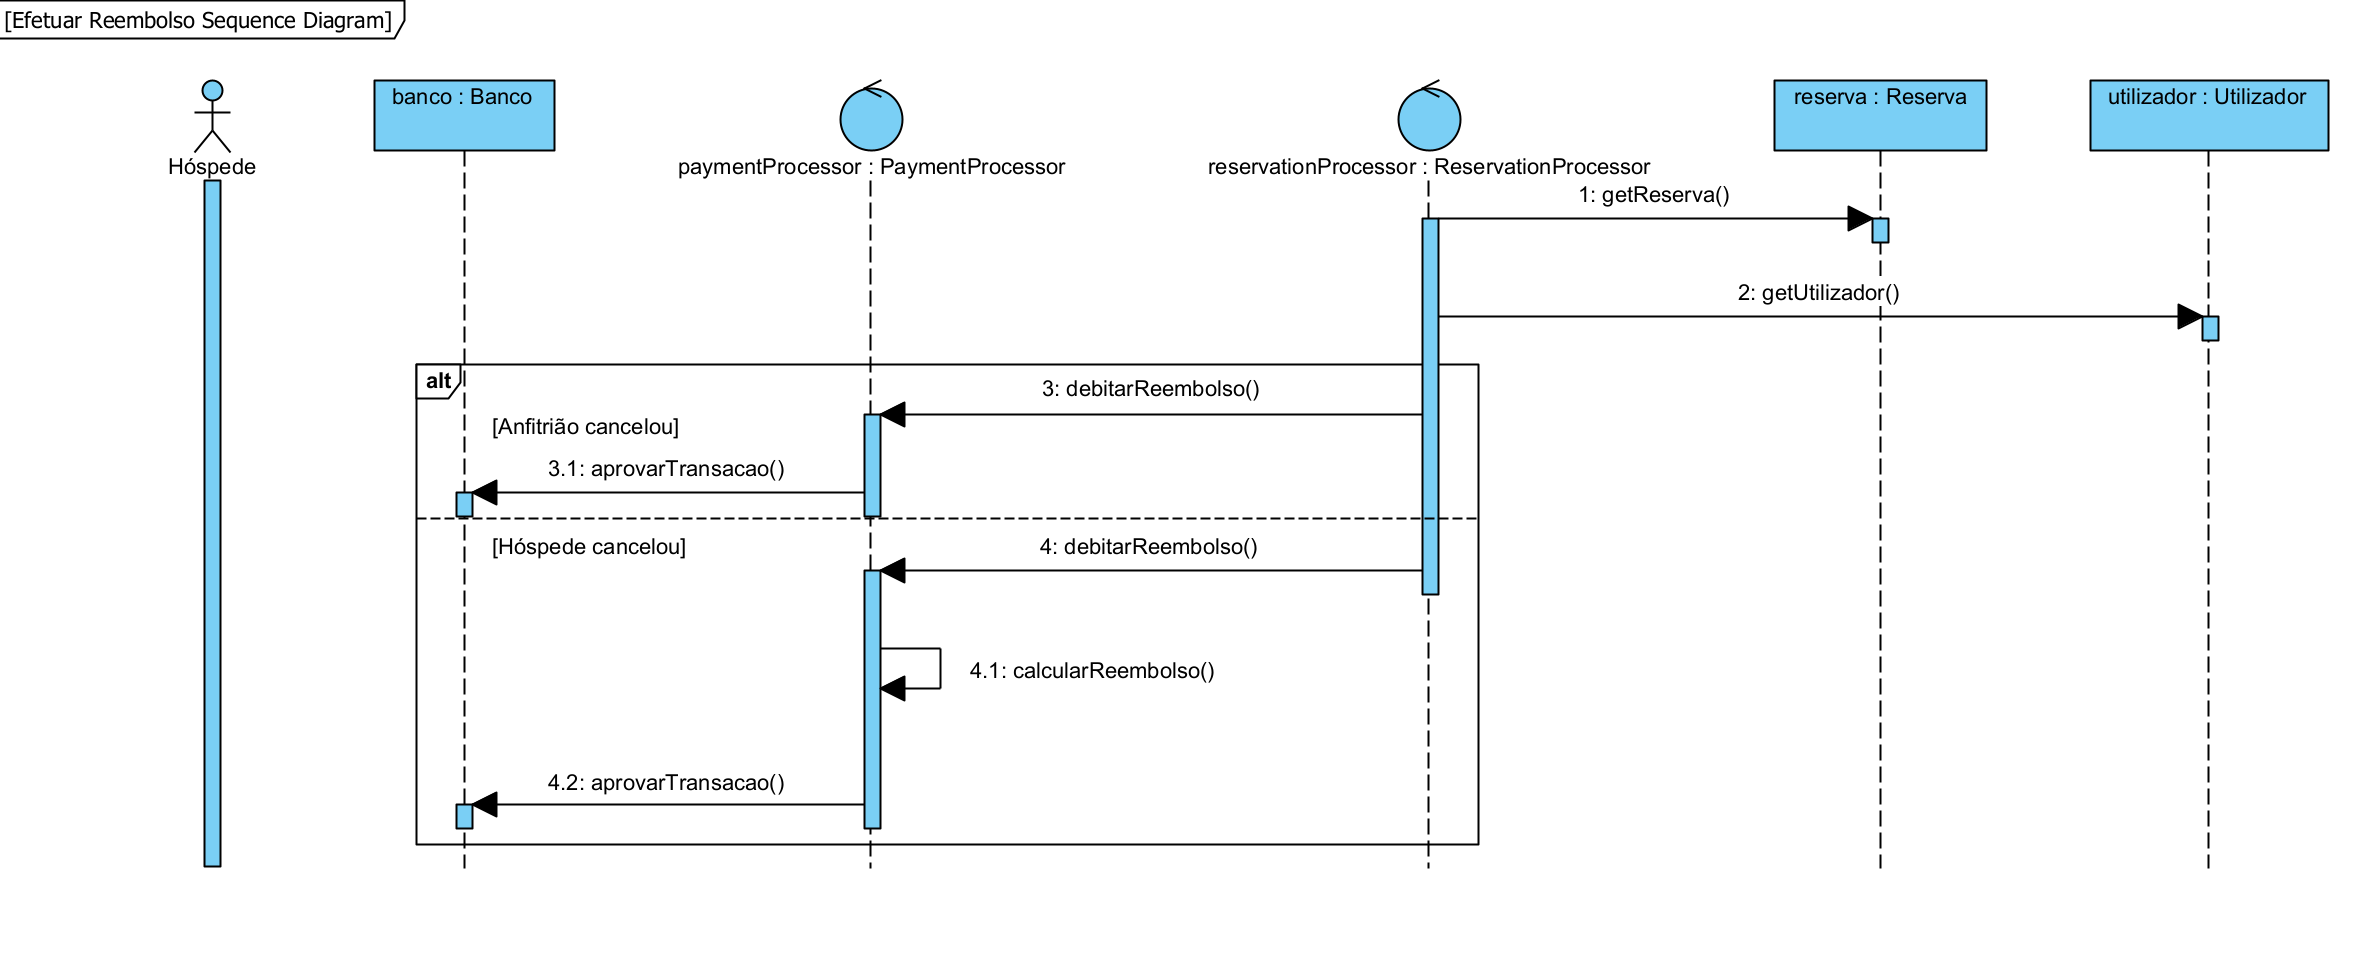 [Efetuar Reembolso Sequence Diagram]
banco : Banco
reserva : Reserva
utilizador : Utilizador
Hóspede
paymentProcessor : PaymentProcessor
reservationProcessor : ReservationProcessor
1: getReserva()
2: getUtilizador()
alt
3: debitarReembolso()
[Anfitrião cancelou]
3.1: aprovarTransacao()
[Hóspede cancelou]
4: debitarReembolso()
4.1: calcularReembolso()
4.2: aprovarTransacao()